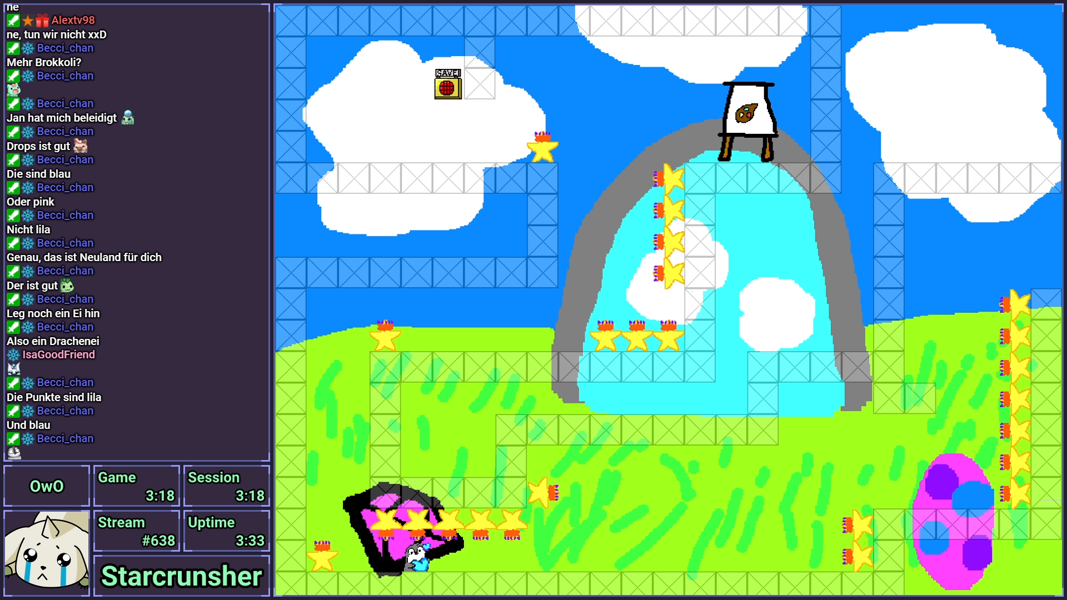 ne
Alextv98
ne, tun wir nicht xxD
Becci_chan
Mehr Brokkoli?
Becci_chan
Becci_chan
Jan hat mich beleidigt
Becci_chan
Drops ist gut
Becci_chan
Die sind blau
Becci_chan
Oder pink
Becci_chan
Nicht lila
Becci_chan
Genau, das ist Neuland für dich
Becci_chan
Der ist gut
Becci_chan
Leg noch ein Ei hin
Becci_chan
Also ein Drachenei
IsaGoodFriend
Becci_chan
Die Punkte sind lila
Becci_chan
Und blau
Becci_chan
OwO
Game
3:18
Session
3:18
Stream
#638
Uptime
3:33
Starcrunsher
SAVE!